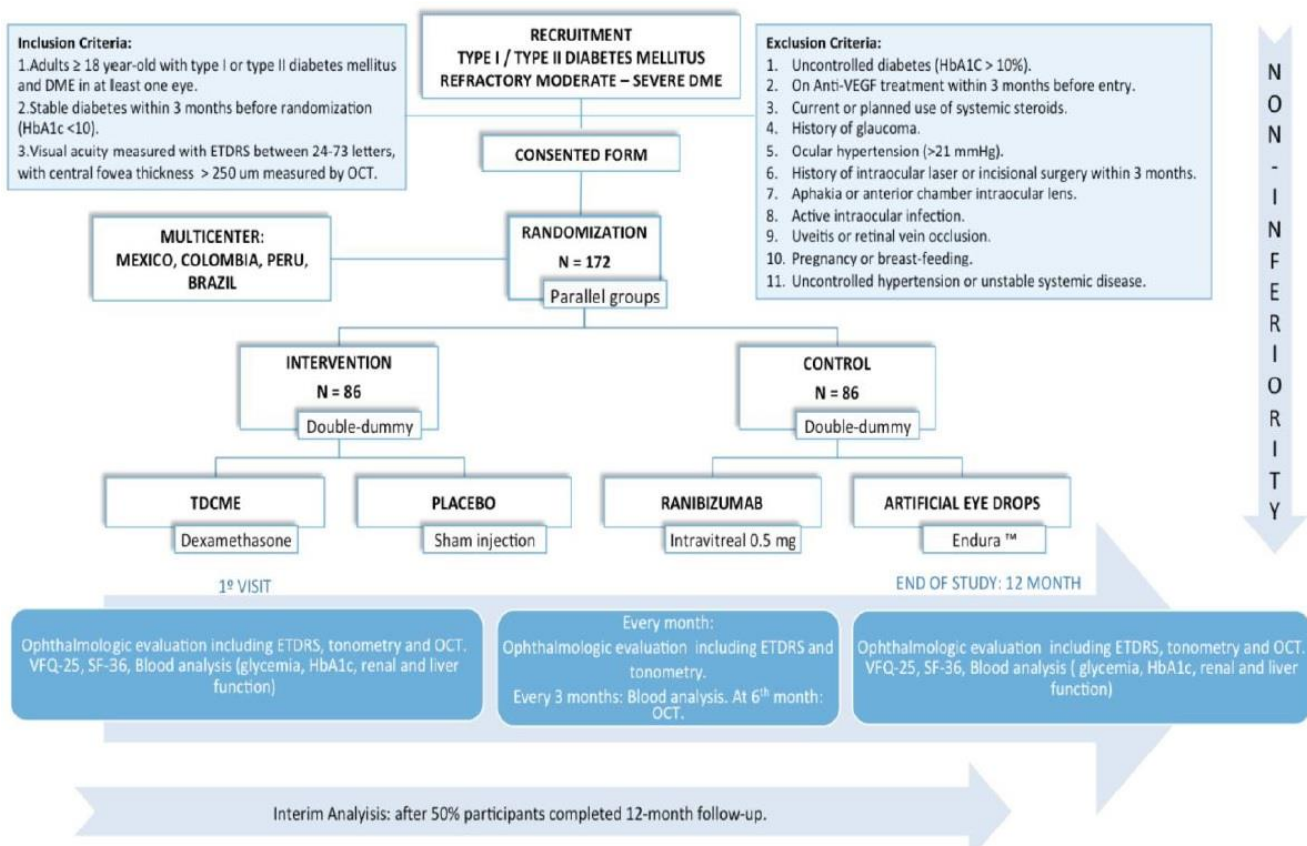 Inclusion Criteria:
1.Adults ≥ 18 year-old with type I or type II diabetes mellitus
and DME in at least one eye.
2.Stable diabetes within 3 months before randomization
(HbA1c <10).
3.Visual acuity measured with ETDRS between 24-73 letters,
with central fovea thickness > 250 um measured by OCT.
RECRUITMENT
TYPE I / TYPE II DIABETES MELLITUS
REFRACTORY MODERATE – SEVERE DME
Exclusion Criteria:
1. Uncontrolled diabetes (HbA1C > 10%).
2. On Anti-VEGF treatment within 3 months before entry.
3. Current or planned use of systemic steroids.
4. History of glaucoma.
5. Ocular hypertension (>21 mmHg).
6. History of intraocular laser or incisional surgery within 3 months.
7. Aphakia or anterior chamber intraocular lens.
8. Active intraocular infection.
9. Uveitis or retinal vein occlusion.
10. Pregnancy or breast-feeding.
11. Uncontrolled hypertension or unstable systemic disease.
NON-INFERIORITY
CONSENTED FORM
MULTICENTER:
MEXICO, COLOMBIA, PERU,
BRAZIL
RANDOMIZATION
N = 172
Parallel groups
INTERVENTION
N = 86
Double-dummy
CONTROL
N = 86
Double-dummy
TDCME
Dexamethasone
PLACEBO
Sham injection
RANIBIZUMAB
Intravitreal 0.5 mg
ARTIFICIAL EYE DROPS
Endura ™
1º VISIT
END OF STUDY: 12 MONTH
Ophthalmologic evaluation including ETDRS, tonometry and OCT.
VFQ-25, SF-36, Blood analysis (glycemia, HbA1c, renal and liver
function)
Every month:
Ophthalmologic evaluation including ETDRS and
tonometry.
Every 3 months: Blood analysis. At 6th month:
OCT.
Ophthalmologic evaluation including ETDRS, tonometry and OCT.
VFQ-25, SF-36, Blood analysis ( glycemia, HbA1c, renal and liver
function)
Interim Analyisis: after 50% participants completed 12-month follow-up.